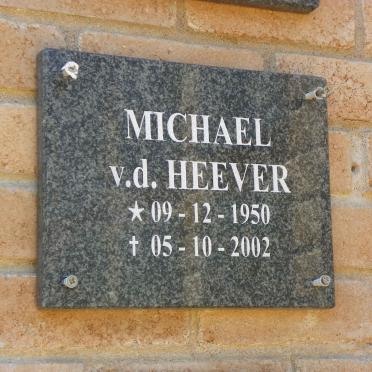 MICHAEL
v.d. HEEVER
★ 09 - 12 - 1950
✝ 05 - 10 - 2002